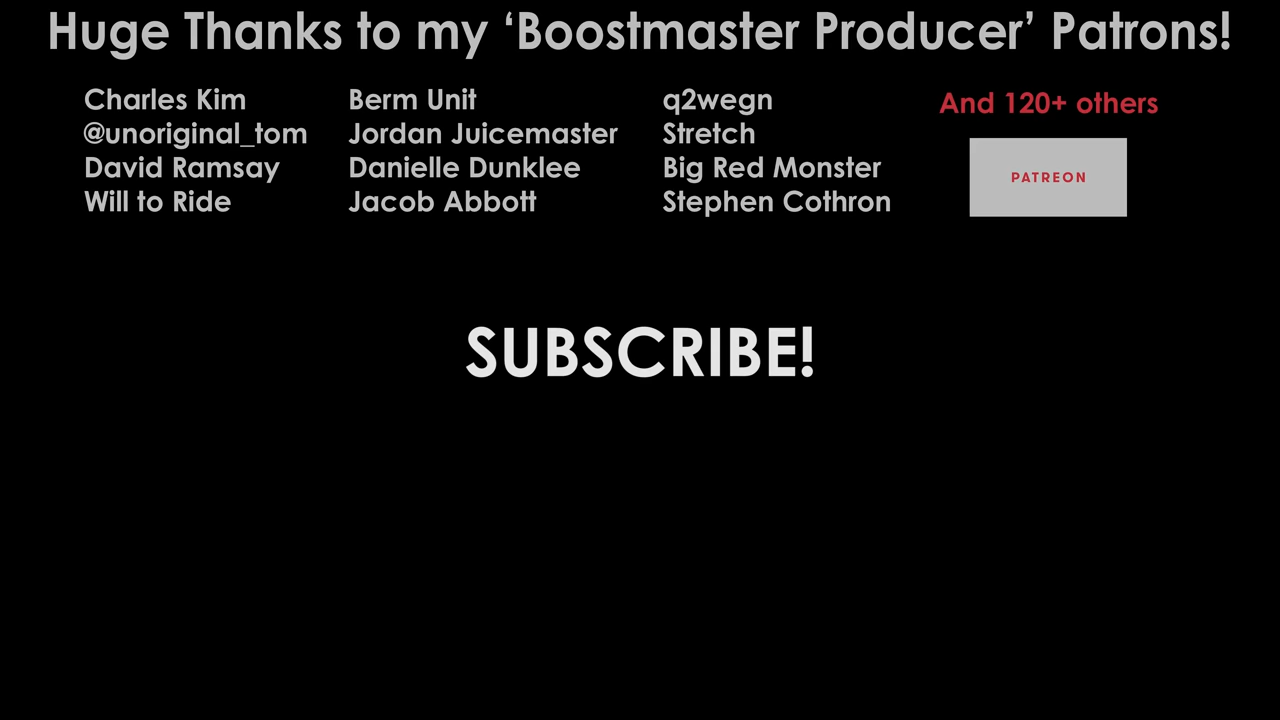 Huge Thanks to my ‘Boostmaster Producer’ Patrons!
Charles Kim
@unoriginal_tom
David Ramsay
Will to Ride
Berm Unit
Jordan Juicemaster
Danielle Dunklee
Jacob Abbott
q2wegn
Stretch
Big Red Monster
Stephen Cothron
And 120+ others
PATREON
SUBSCRIBE!